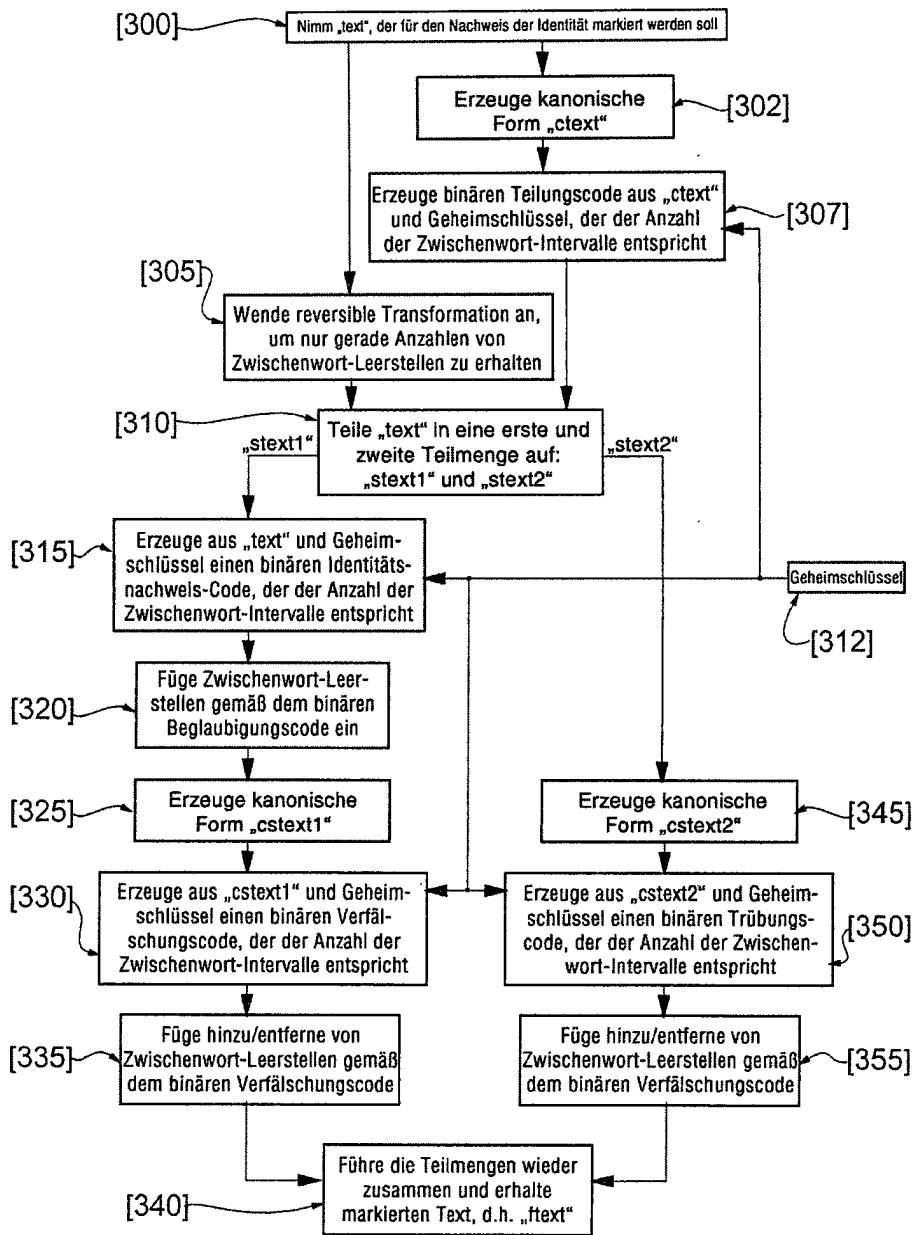 [300]
Nimm „text“, der für den Nachweis der Identität markiert werden soll
Erzeuge kanonische
Form „ctext“
[302]
Erzeuge binären Teilungscode aus „ctext“
und Geheimschlüssel, der der Anzahl
der Zwischenwort-Intervalle entspricht
[307]
[305]
Wende reversible Transformation an,
um nur gerade Anzahlen von
Zwischenwort-Leerstellen zu erhalten
[310]
Teile „text“ in eine erste und
zweite Teilmenge auf:
„stext1“ und „stext2“
„stext1“
„stext2“
[315]
Erzeuge aus „text“ und Geheim-
schlüssel einen binären Identitäts-
nachweis-Code, der der Anzahl der
Zwischenwort-Intervalle entspricht
Geheimschlüssel
[312]
[320]
Füge Zwischenwort-Leer-
stellen gemäß dem binären
Beglaubigungscode ein
[325]
Erzeuge kanonische
Form „cstext1“
Erzeuge kanonische
Form „cstext2“
[345]
[330]
Erzeuge aus „cstext1“ und Geheim-
schlüssel einen binären Verfäl-
schungscode, der der Anzahl der
Zwischenwort-Intervalle entspricht
Erzeuge aus „cstext2“ und Geheim-
schlüssel einen binären Trübungs-
code, der der Anzahl der Zwischen-
wort-Intervalle entspricht
[350]
[335]
Füge hinzu/entferne von
Zwischenwort-Leerstellen gemäß
dem binären Verfälschungscode
Füge hinzu/entferne von
Zwischenwort-Leerstellen gemäß
dem binären Verfälschungscode
[355]
[340]
Führe die Teilmengen wieder
zusammen und erhalte
markierten Text, d.h. „ftext“